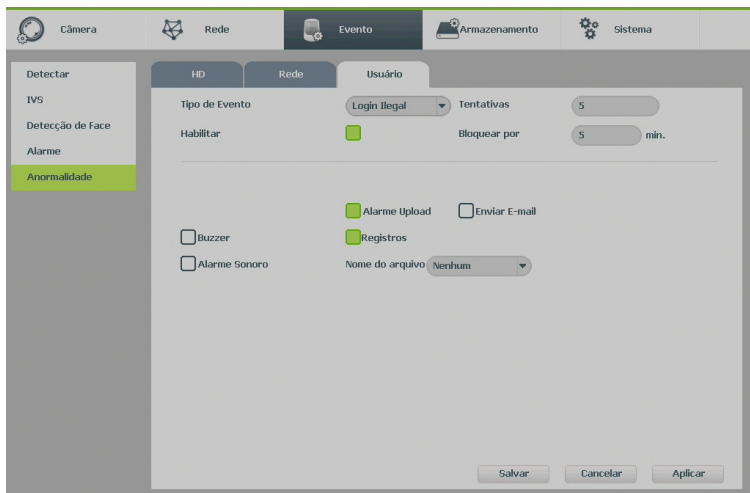 Câmera Rede Evento Armazenamento Sistema
Detectar
IVS
Detecção de Face
Alarme
Anormalidade
HD Rede Usuário
Tipo de Evento Login Ilegal Tentativas 5
Habilitar Bloquear por 5 min.
Alarme Upload Enviar E-mail
Buzzer Registros
Alarme Sonoro Nome do arquivo Nenhum
Salvar Cancelar Aplicar